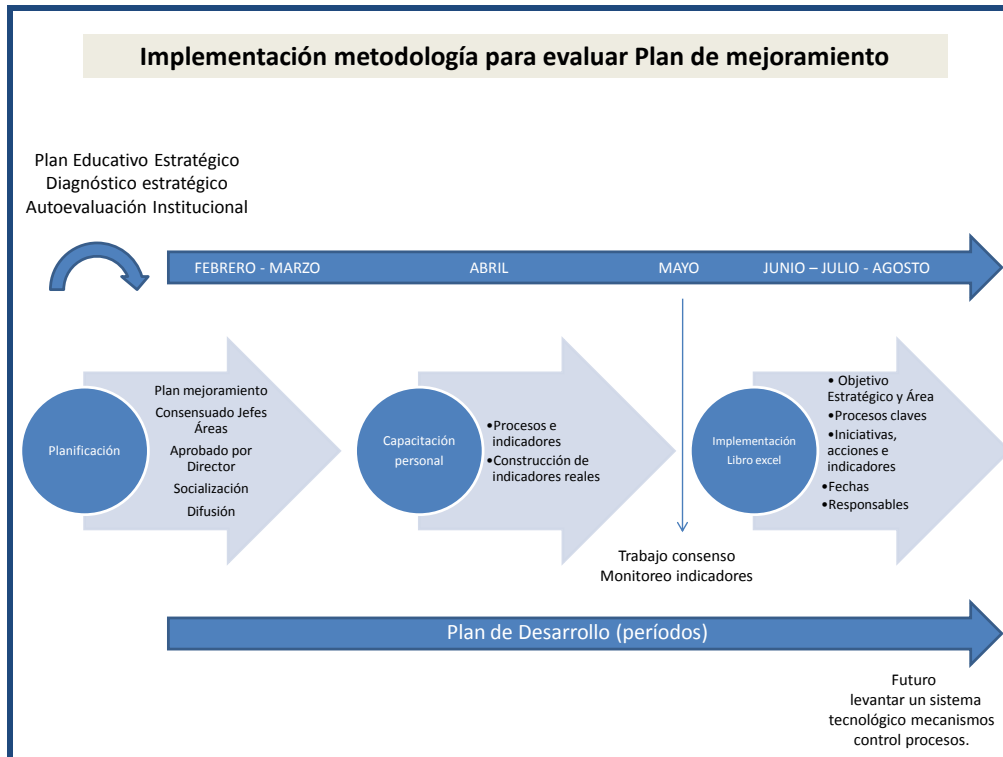 Implementación metodología para evaluar Plan de mejoramiento
Plan Educativo Estratégico
Diagnóstico estratégico
Autoevaluación Institucional
FEBRERO - MARZO
ABRIL
MAYO
JUNIO – JULIO - AGOSTO
Planificación
Plan mejoramiento
Consensuado Jefes
Áreas
Aprobado por
Director
Socialización
Difusión
Capacitación
personal
•Procesos e
indicadores
•Construcción de
indicadores reales
Implementación
Libro excel
• Objetivo
Estratégico y Área
•Procesos claves
•Iniciativas,
acciones e
indicadores
•Fechas
•Responsables
Trabajo consenso
Monitoreo indicadores
Plan de Desarrollo (períodos)
Futuro
levantar un sistema
tecnológico mecanismos
control procesos.